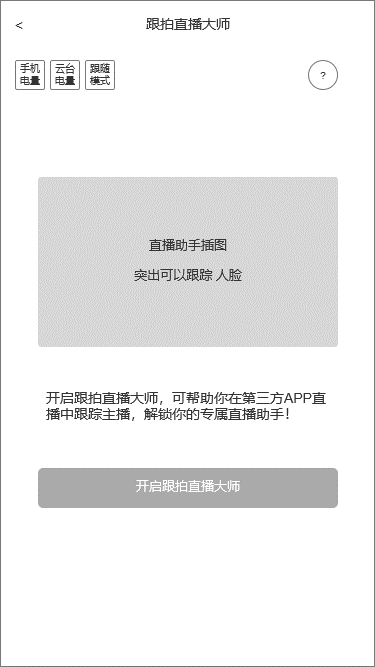 <
跟拍直播大师
手机
电量
云台
电量
跟随
模式
?
直播助手插图
突出可以跟踪 人脸
开启跟拍直播大师，可帮助你在第三方APP直
播中跟踪主播，解锁你的专属直播助手！
开启跟拍直播大师